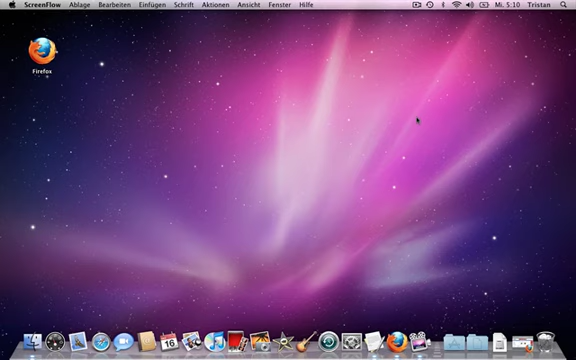 ScreenFlow Ablage Bearbeiten Einfügen Schrift Aktionen Ansicht Fenster Hilfe Mi. 5:10 Tristan
Firefox
16